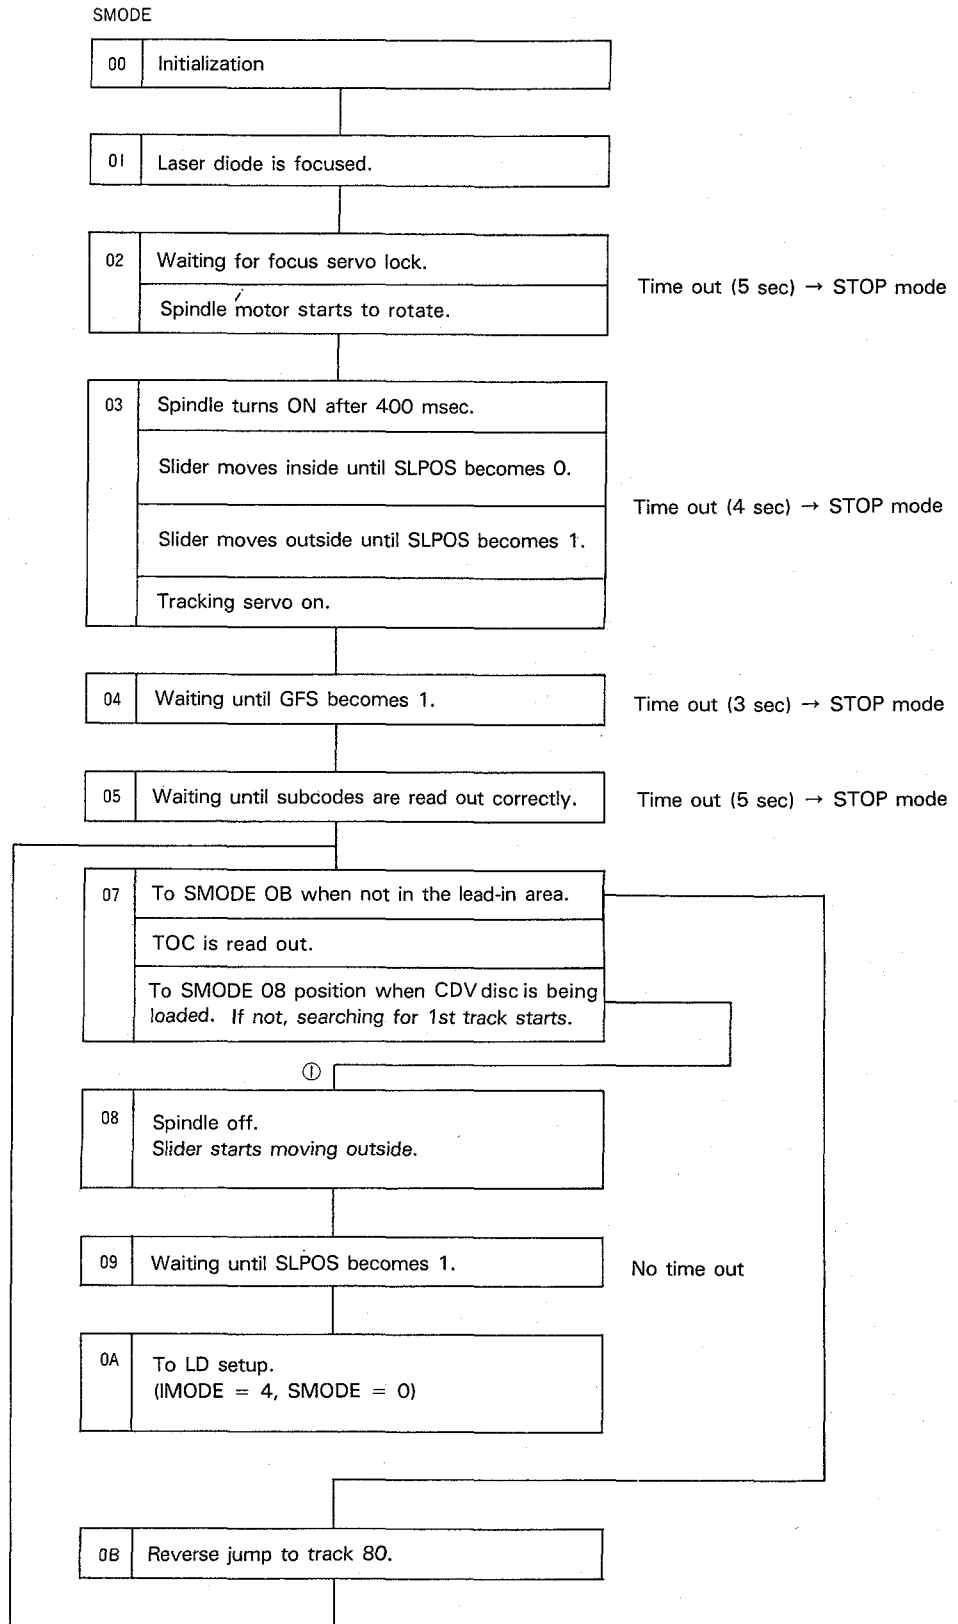 SMODE
00 Initialization
01 Laser diode is focused.
02 Waiting for focus servo lock.
Time out (5 sec) → STOP mode
Spindle motor starts to rotate.
03 Spindle turns ON after 400 msec.
Slider moves inside until SLPOS becomes 0.
Time out (4 sec) → STOP mode
Slider moves outside until SLPOS becomes 1.
Tracking servo on.
04 Waiting until GFS becomes 1.
Time out (3 sec) → STOP mode
05 Waiting until subcodes are read out correctly.
Time out (5 sec) → STOP mode
07 To SMODE OB when not in the lead-in area.
TOC is read out.
To SMODE 08 position when CDV disc is being
loaded. If not, searching for 1st track starts.
①
08 Spindle off.
Slider starts moving outside.
09 Waiting until SLPOS becomes 1.
No time out
0A To LD setup.
(IMODE = 4, SMODE = 0)
0B Reverse jump to track 80.